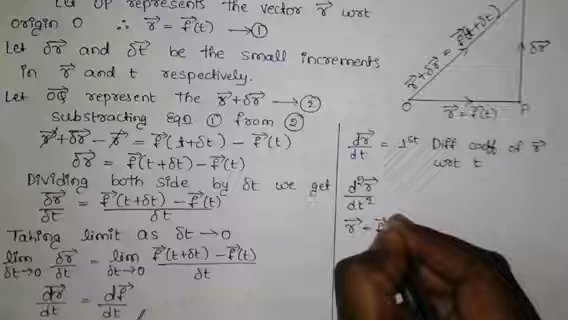 Let OP represents the vector r⃗ wrt
origin O ∴ r⃗ = f⃗(t) → ①
Let δr⃗ and δt be the small increments
in r⃗ and t respectively.
Let OQ⃗ represent the r⃗+δr⃗ → ②
Substracting Eqn ① from ②
r⃗+δr⃗ - r⃗ = f⃗(t+δt) - f⃗(t)
δr⃗ = f⃗(t+δt) - f⃗(t)
Dividing both side by δt we get
δr⃗/δt = f⃗(t+δt) - f⃗(t)/δt
Taking limit as δt→0
lim δt→0 δr⃗/δt = lim δt→0 f⃗(t+δt) - f⃗(t)/δt
dr⃗/dt = df⃗/dt
r⃗+δr⃗ = f⃗(t+δt)
δr⃗
O
r⃗=f⃗(t)
P
dr⃗/dt = 1st Diff coeff of r⃗
wrt t
d²r⃗/dt²
r⃗ = f